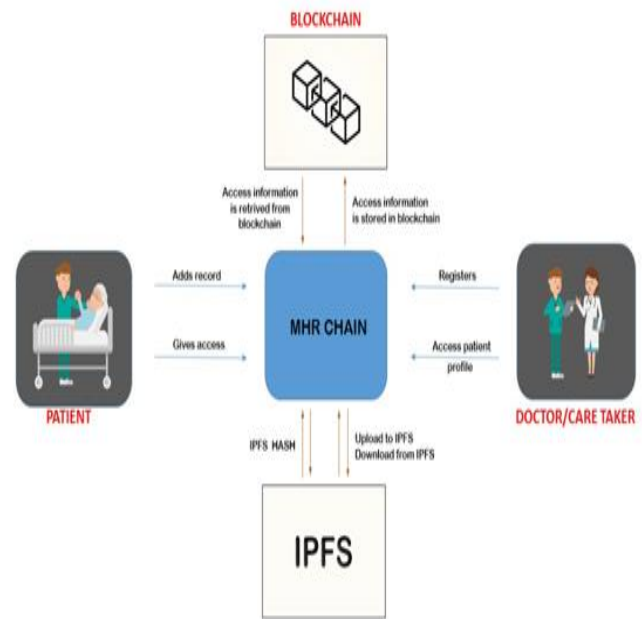 BLOCKCHAIN
Access information
is retrived from
blockchain
Access information
is stored in blockchain
Adds record
Gives access
MHR CHAIN
Registers
Access patient
profile
PATIENT
DOCTOR/CARE TAKER
IPFS HASH
Upload to IPFS
Download from IPFS
IPFS